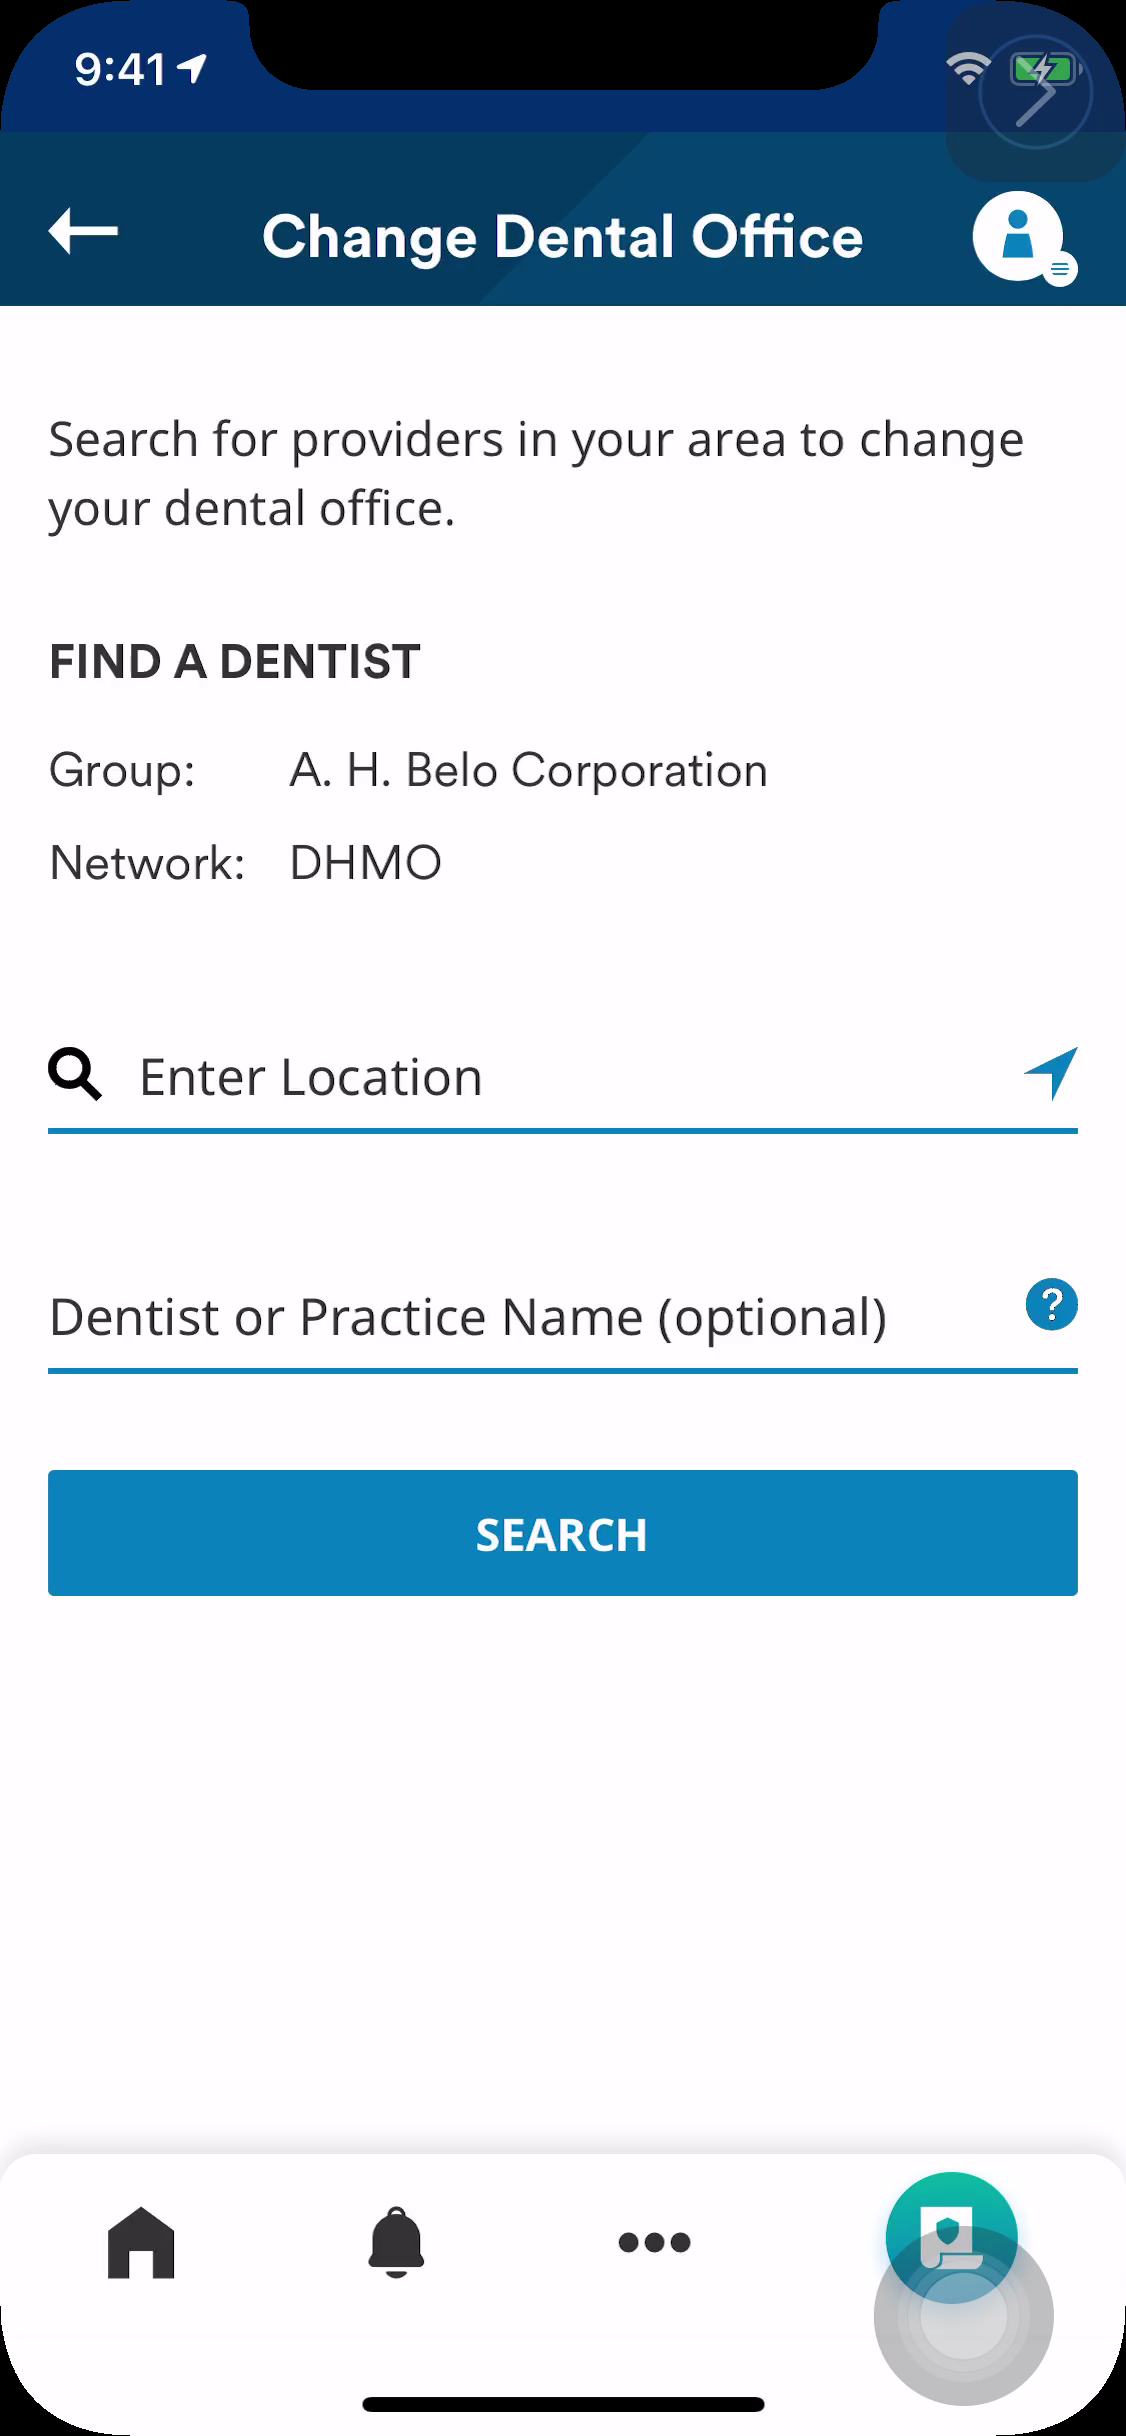 9:41
Change Dental Office
Search for providers in your area to change
your dental office.
FIND A DENTIST
Group: A. H. Belo Corporation
Network: DHMO
Enter Location
Dentist or Practice Name (optional)
?
SEARCH